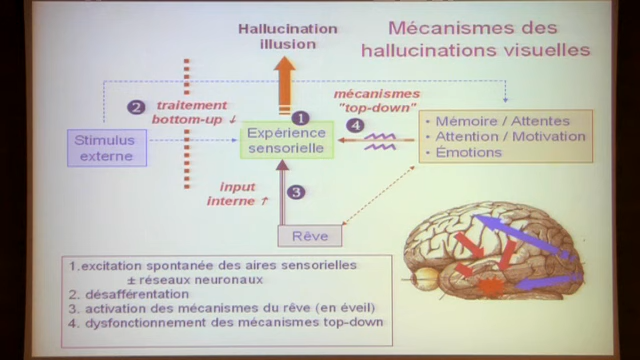 Mécanismes des
hallucinations visuelles
Hallucination
illusion
mécanismes
"top-down"
2
traitement
bottom-up ↓
1
4
Stimulus
externe
Expérience
sensorielle
• Mémoire / Attentes
• Attention / Motivation
• Émotions
input
interne ↑
3
Rêve
1.excitation spontanée des aires sensorielles
± réseaux neuronaux
2. désafférentation
3. activation des mécanismes du rêve (en éveil)
4. dysfonctionnement des mécanismes top-down